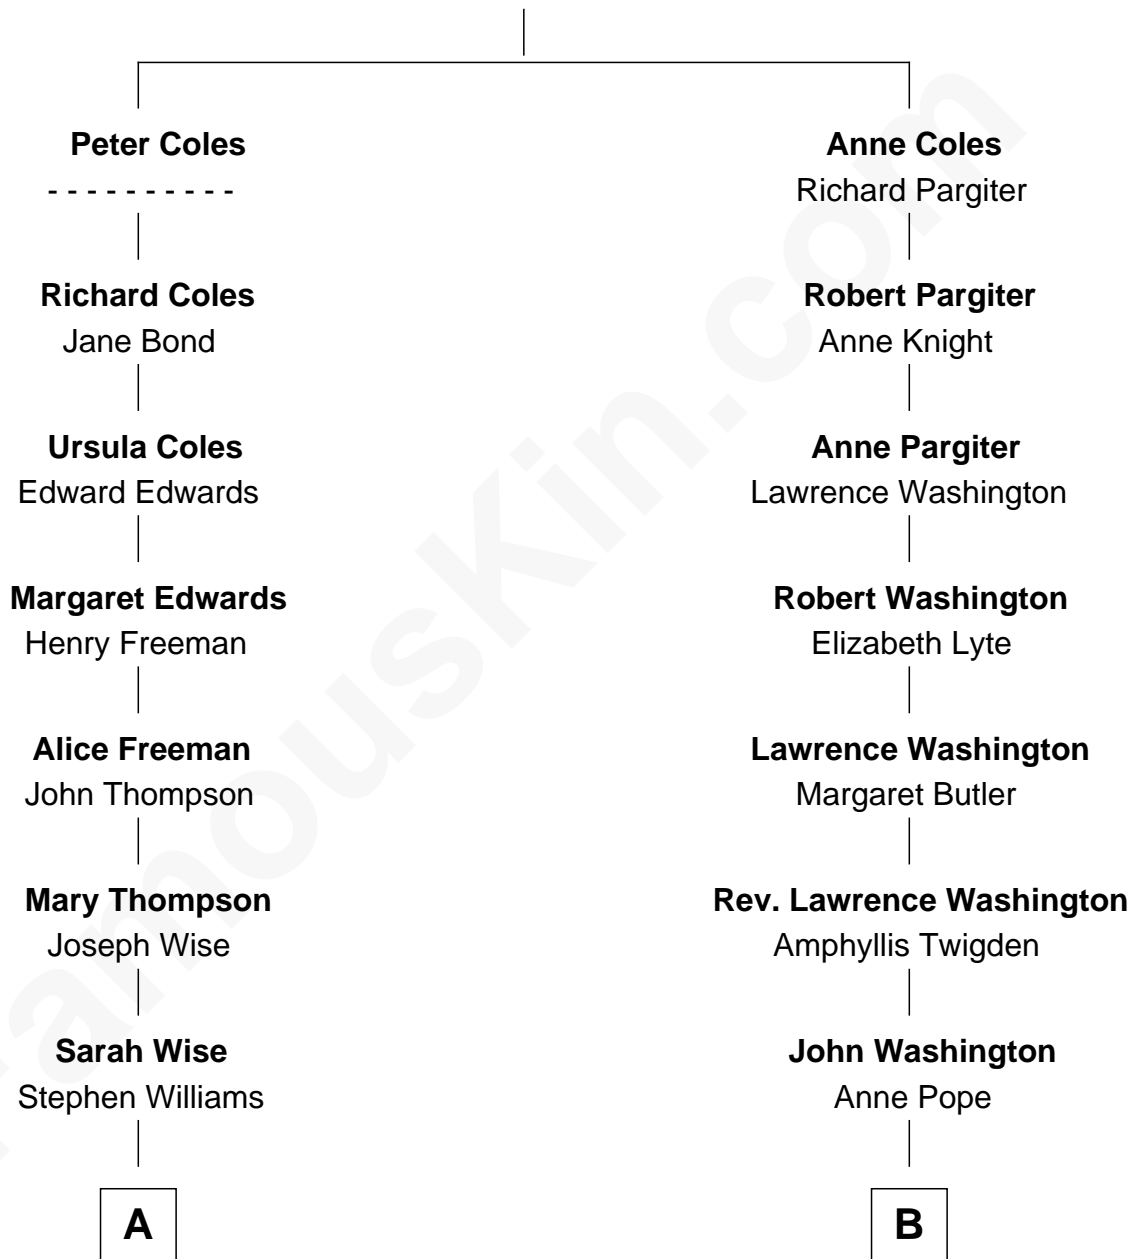 Peter Coles
Anne Coles
- - - - - - - - - -
Richard Pargiter
Richard Coles
Robert Pargiter
Jane Bond
Anne Knight
Ursula Coles
Anne Pargiter
Edward Edwards
Lawrence Washington
Margaret Edwards
Robert Washington
Henry Freeman
Elizabeth Lyte
Alice Freeman
Lawrence Washington
John Thompson
Margaret Butler
Mary Thompson
Rev. Lawrence Washington
Joseph Wise
Amphyllis Twigden
Sarah Wise
John Washington
Stephen Williams
Anne Pope
A
B
FamousKin.com